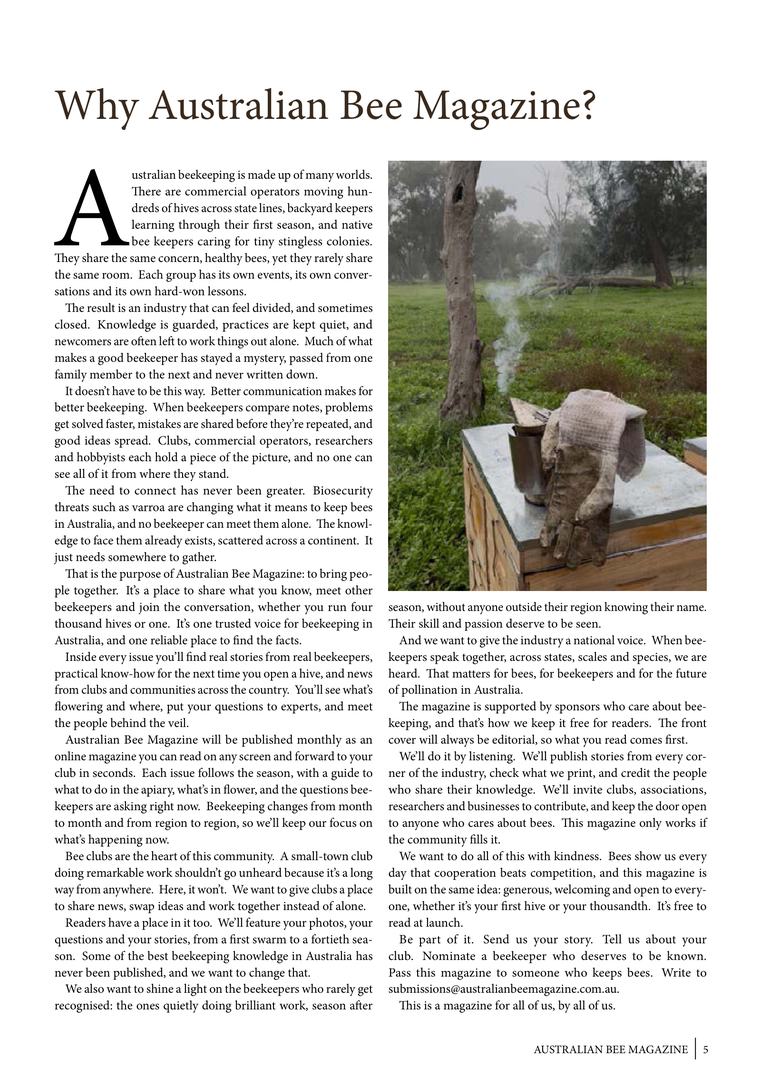 Why Australian Bee Magazine?
Australian beekeeping is made up of many worlds.
There are commercial operators moving hun-
dreds of hives across state lines, backyard keepers
learning through their first season, and native
bee keepers caring for tiny stingless colonies.
They share the same concern, healthy bees, yet they rarely share
the same room. Each group has its own events, its own conver-
sations and its own hard-won lessons.
The result is an industry that can feel divided, and sometimes
closed. Knowledge is guarded, practices are kept quiet, and
newcomers are often left to work things out alone. Much of what
makes a good beekeeper has stayed a mystery, passed from one
family member to the next and never written down.
It doesn't have to be this way. Better communication makes for
better beekeeping. When beekeepers compare notes, problems
get solved faster, mistakes are shared before they're repeated, and
good ideas spread. Clubs, commercial operators, researchers
and hobbyists each hold a piece of the picture, and no one can
see all of it from where they stand.
The need to connect has never been greater. Biosecurity
threats such as varroa are changing what it means to keep bees
in Australia, and no beekeeper can meet them alone. The knowl-
edge to face them already exists, scattered across a continent. It
just needs somewhere to gather.
That is the purpose of Australian Bee Magazine: to bring peo-
ple together. It's a place to share what you know, meet other
beekeepers and join the conversation, whether you run four
thousand hives or one. It's one trusted voice for beekeeping in
Australia, and one reliable place to find the facts.
Inside every issue you'll find real stories from real beekeepers,
practical know-how for the next time you open a hive, and news
from clubs and communities across the country. You'll see what's
flowering and where, put your questions to experts, and meet
the people behind the veil.
Australian Bee Magazine will be published monthly as an
online magazine you can read on any screen and forward to your
club in seconds. Each issue follows the season, with a guide to
what to do in the apiary, what's in flower, and the questions bee-
keepers are asking right now. Beekeeping changes from month
to month and from region to region, so we'll keep our focus on
what's happening now.
Bee clubs are the heart of this community. A small-town club
doing remarkable work shouldn't go unheard because it's a long
way from anywhere. Here, it won't. We want to give clubs a place
to share news, swap ideas and work together instead of alone.
Readers have a place in it too. We'll feature your photos, your
questions and your stories, from a first swarm to a fortieth sea-
son. Some of the best beekeeping knowledge in Australia has
never been published, and we want to change that.
We also want to shine a light on the beekeepers who rarely get
recognised: the ones quietly doing brilliant work, season after
season, without anyone outside their region knowing their name.
Their skill and passion deserve to be seen.
And we want to give the industry a national voice. When bee-
keepers speak together, across states, scales and species, we are
heard. That matters for bees, for beekeepers and for the future
of pollination in Australia.
The magazine is supported by sponsors who care about bee-
keeping, and that's how we keep it free for readers. The front
cover will always be editorial, so what you read comes first.
We'll do it by listening. We'll publish stories from every cor-
ner of the industry, check what we print, and credit the people
who share their knowledge. We'll invite clubs, associations,
researchers and businesses to contribute, and keep the door open
to anyone who cares about bees. This magazine only works if
the community fills it.
We want to do all of this with kindness. Bees show us every
day that cooperation beats competition, and this magazine is
built on the same idea: generous, welcoming and open to every-
one, whether it's your first hive or your thousandth. It's free to
read at launch.
Be part of it. Send us your story. Tell us about your
club. Nominate a beekeeper who deserves to be known.
Pass this magazine to someone who keeps bees. Write to
submissions@australianbeemagazine.com.au.
This is a magazine for all of us, by all of us.
AUSTRALIAN BEE MAGAZINE 5